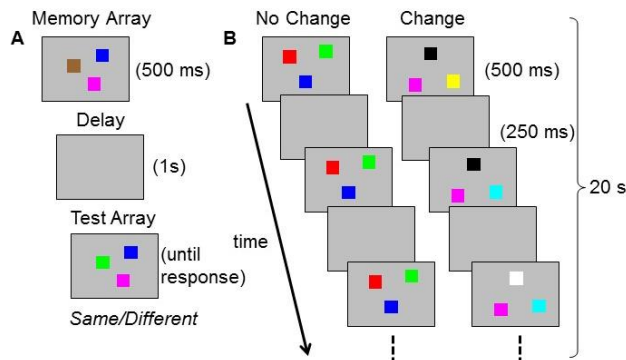 Memory Array
A
(500 ms)
Delay
(1s)
Test Array
(until
response)
Same/Different
B
No Change
Change
(500 ms)
(250 ms)
time
20 s